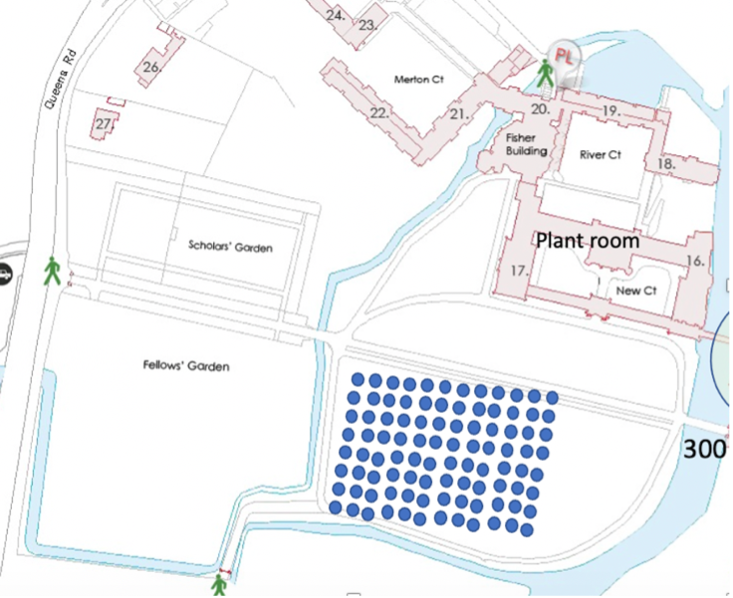 24.
23.
PL
Queens Rd
26.
Merton Ct
22.
21.
20.
19.
27.
Fisher
Building
River Ct
18.
Scholars' Garden
Plant room
16.
17.
New Ct
Fellows' Garden
300